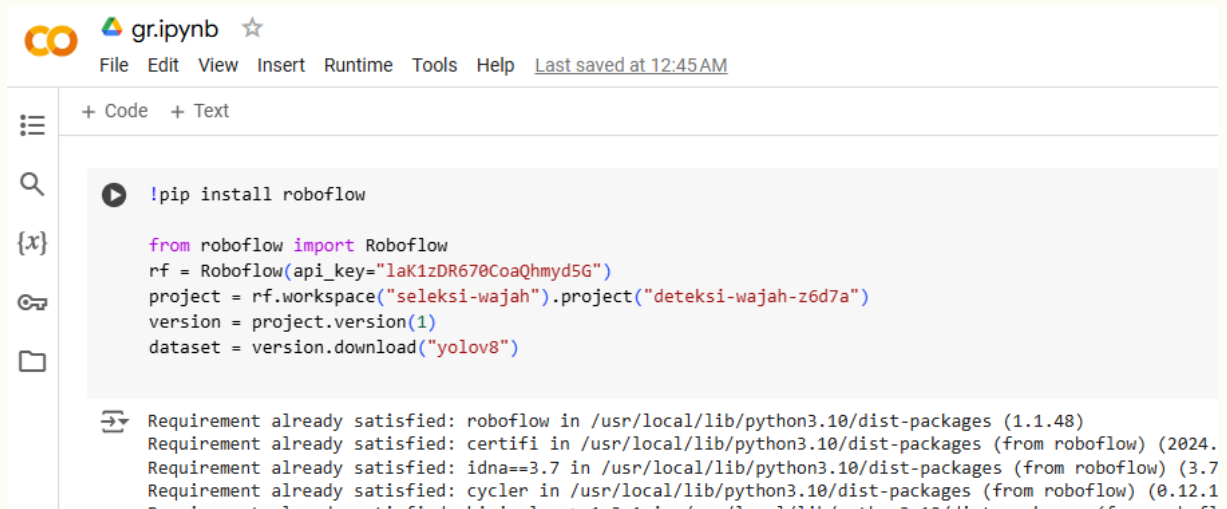 gr.ipynb
File Edit View Insert Runtime Tools Help Last saved at 12:45 AM
+ Code + Text
!pip install roboflow
from roboflow import Roboflow
rf = Roboflow(api_key="laK1zDR670CoaQhmyd5G")
project = rf.workspace("seleksi-wajah").project("deteksi-wajah-z6d7a")
version = project.version(1)
dataset = version.download("yolov8")
Requirement already satisfied: roboflow in /usr/local/lib/python3.10/dist-packages (1.1.48)
Requirement already satisfied: certifi in /usr/local/lib/python3.10/dist-packages (from roboflow) (2024.
Requirement already satisfied: idna==3.7 in /usr/local/lib/python3.10/dist-packages (from roboflow) (3.7
Requirement already satisfied: cycler in /usr/local/lib/python3.10/dist-packages (from roboflow) (0.12.1